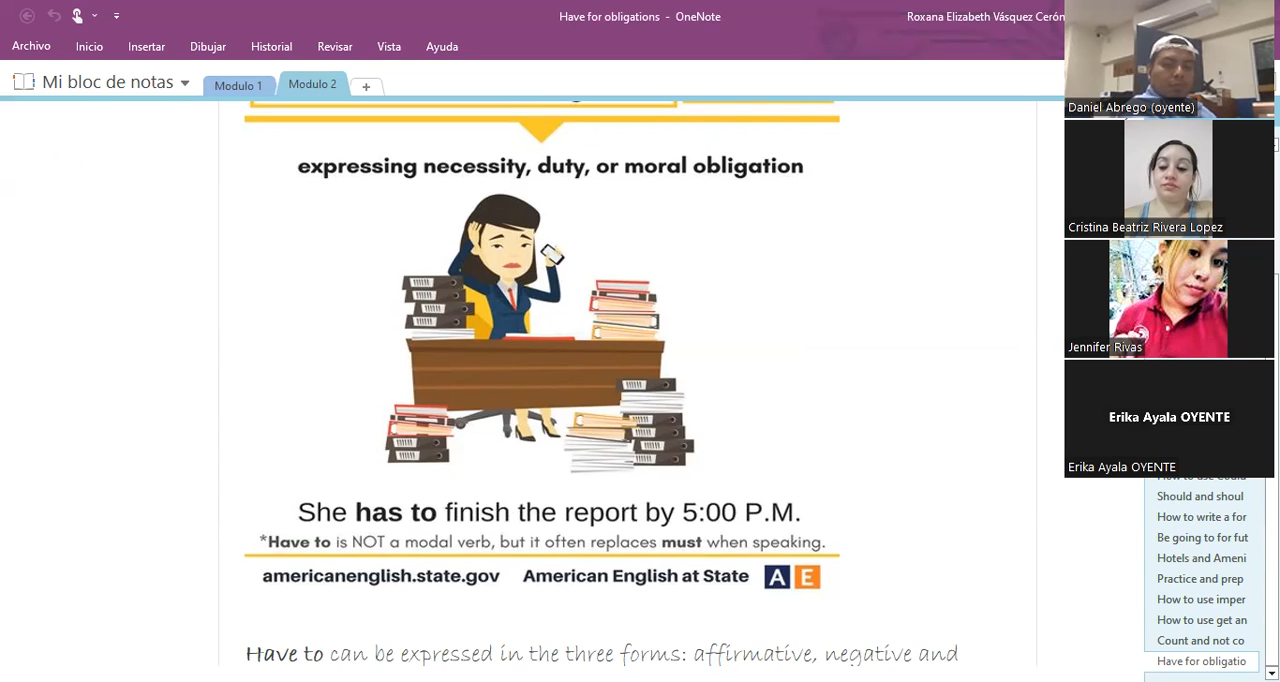 Have for obligations - OneNote
Roxana Elizabeth Vásquez Cerón
Archivo Inicio Insertar Dibujar Historial Revisar Vista Ayuda
Mi bloc de notas Modulo 1 Modulo 2
expressing necessity, duty, or moral obligation
She has to finish the report by 5:00 P.M.
*Have to is NOT a modal verb, but it often replaces must when speaking.
americanenglish.state.gov American English at State A E
Have to can be expressed in the three forms: affirmative, negative and
Daniel Abrego (oyente)
Cristina Beatriz Rivera Lopez
Jennifer Rivas
Erika Ayala OYENTE
Erika Ayala OYENTE
Should and shoul
How to write a for
Be going to for fut
Hotels and Ameni
Practice and prep
How to use imper
How to use get an
Count and not co
Have for obligatio